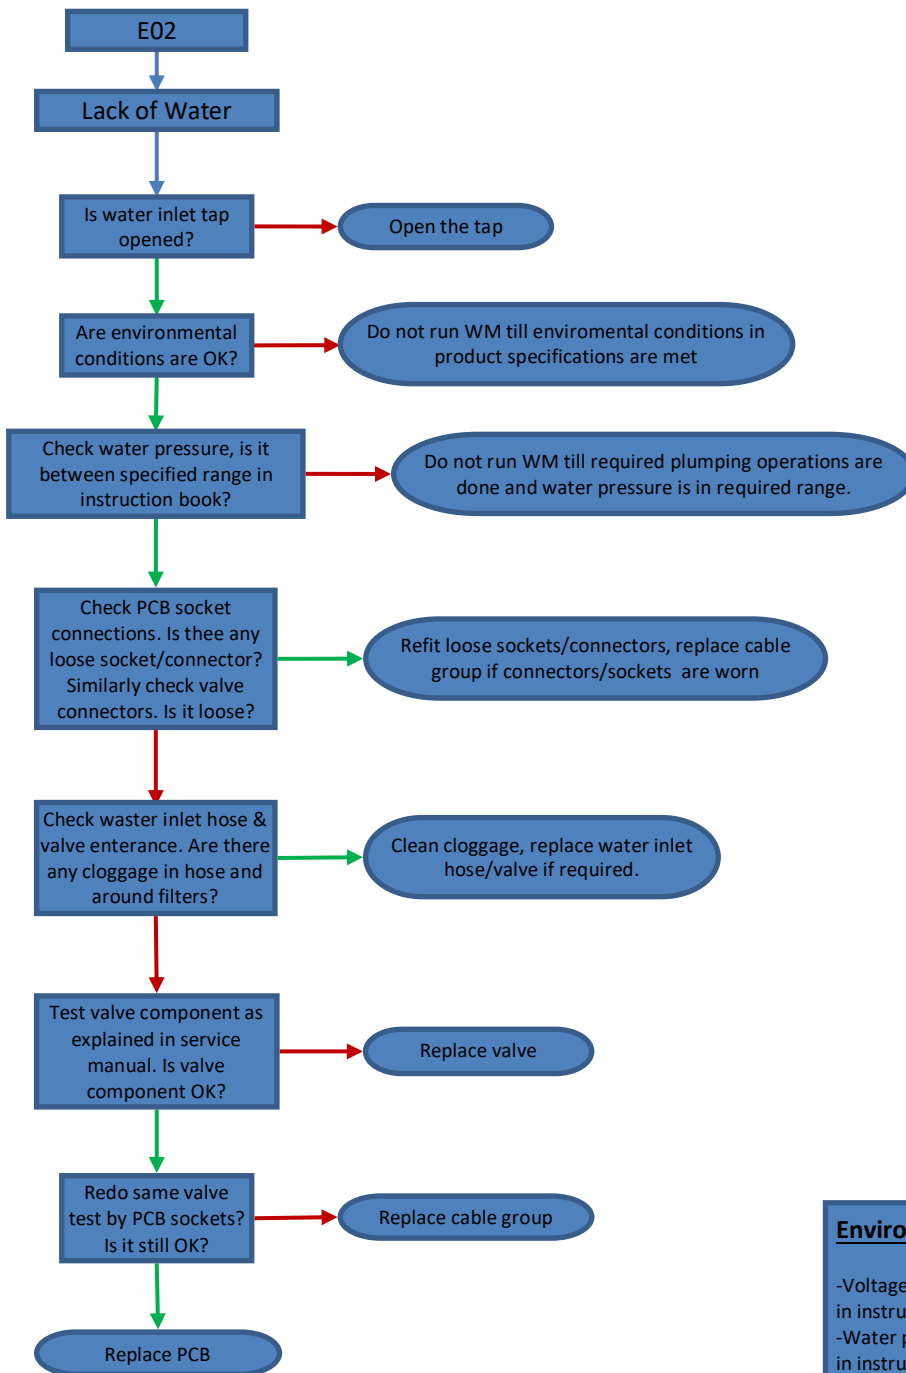 E02
Lack of Water
Is water inlet tap
opened?
Open the tap
Are environmental
conditions are OK?
Do not run WM till enviromental conditions in
product specifications are met
Check water pressure, is it
between specified range in
instruction book?
Do not run WM till required plumping operations are
done and water pressure is in required range.
Check PCB socket
connections. Is thee any
loose socket/connector?
Similarly check valve
connectors. Is it loose?
Refit loose sockets/connectors, replace cable
group if connectors/sockets are worn
Check waster inlet hose &
valve enterance. Are there
any cloggage in hose and
around filters?
Clean cloggage, replace water inlet
hose/valve if required.
Test valve component as
explained in service
manual. Is valve
component OK?
Replace valve
Redo same valve
test by PCB sockets?
Is it still OK?
Replace cable group
Replace PCB
Enviro
-Voltage
in instru
-Water p
in instru